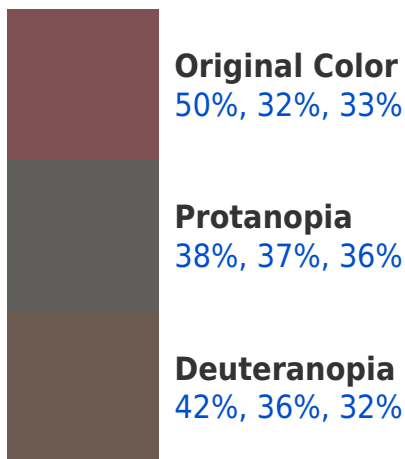 Original Color
50%, 32%, 33%
Protanopia
38%, 37%, 36%
Deuteranopia
42%, 36%, 32%